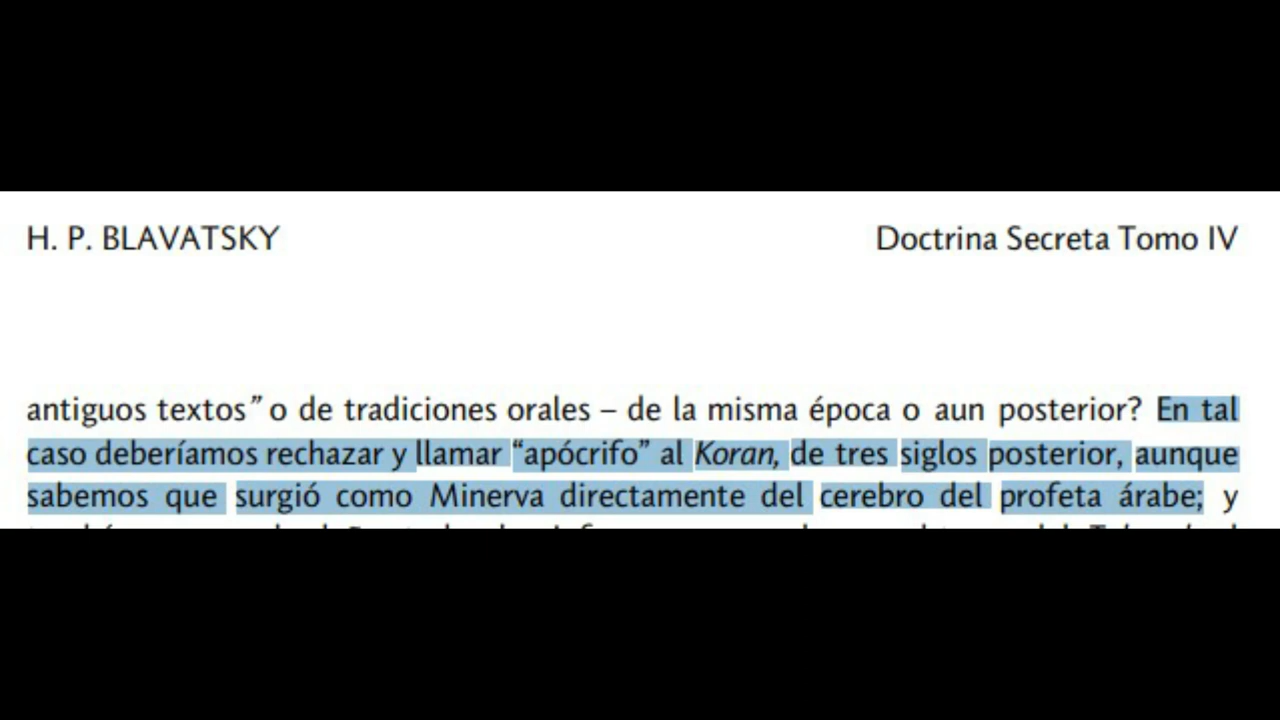 H. P. BLAVATSKY
Doctrina Secreta Tomo IV
antiguos textos” o de tradiciones orales – de la misma época o aun posterior? En tal
caso deberíamos rechazar y llamar “apócrifo” al Koran, de tres siglos posterior, aunque
sabemos que surgió como Minerva directamente del cerebro del profeta árabe; y